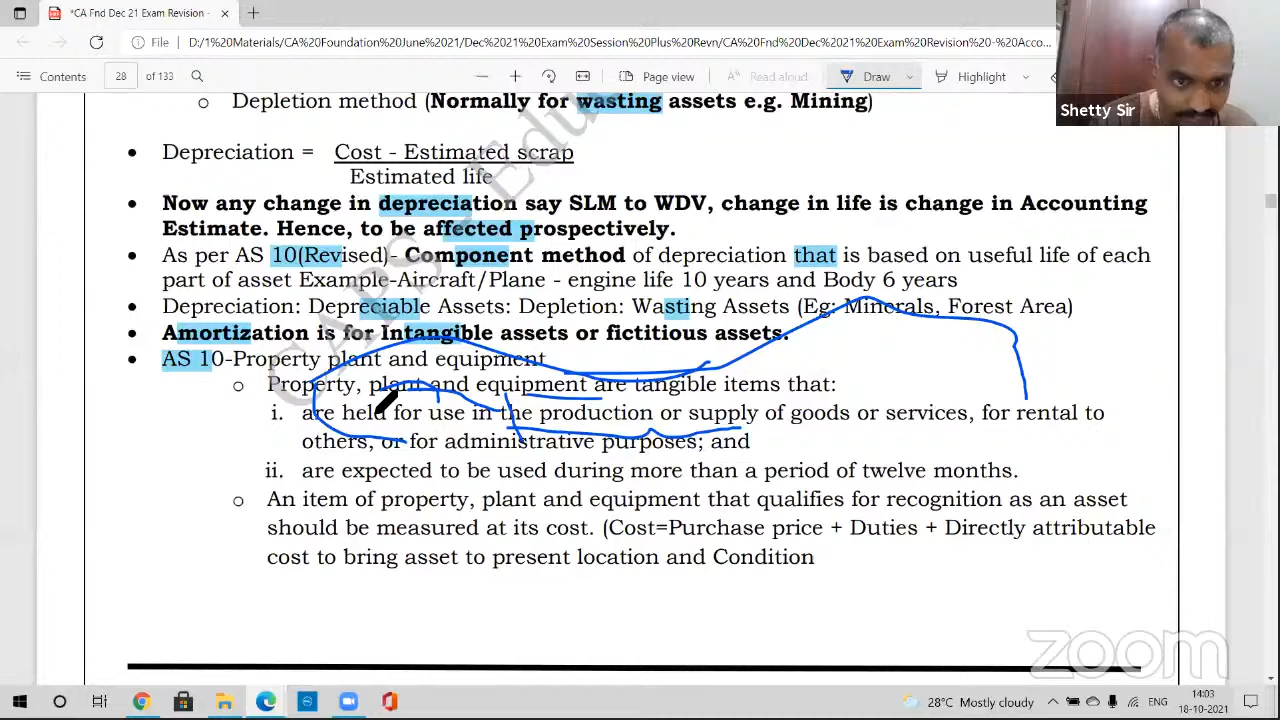 *CA Fnd Dec 21 Exam Revision -
File
D:/1%20Materials/CA%20Foundation%20June%2021/Dec%2021%20Exam%20Session%20Plus%20Revn/CA%20Fnd%20Dec%2021%20Exam%20Revision%20-%20Acco...
Contents 28 of 133 Page view Read aloud Draw Highlight
Shetty Sir
o Depletion method (Normally for wasting assets e.g. Mining)
• Depreciation = Cost - Estimated scrap
Estimated life
• Now any change in depreciation say SLM to WDV, change in life is change in Accounting
Estimate. Hence, to be affected prospectively.
• As per AS 10(Revised)- Component method of depreciation that is based on useful life of each
part of asset Example-Aircraft/Plane - engine life 10 years and Body 6 years
• Depreciation: Depreciable Assets: Depletion: Wasting Assets (Eg: Minerals, Forest Area)
• Amortization is for Intangible assets or fictitious assets.
• AS 10-Property plant and equipment
o Property, plant and equipment are tangible items that:
i. are held for use in the production or supply of goods or services, for rental to
others, or for administrative purposes; and
ii. are expected to be used during more than a period of twelve months.
o An item of property, plant and equipment that qualifies for recognition as an asset
should be measured at its cost. (Cost=Purchase price + Duties + Directly attributable
cost to bring asset to present location and Condition
zoom
28°C Mostly cloudy ENG 14:03
18-10-2021